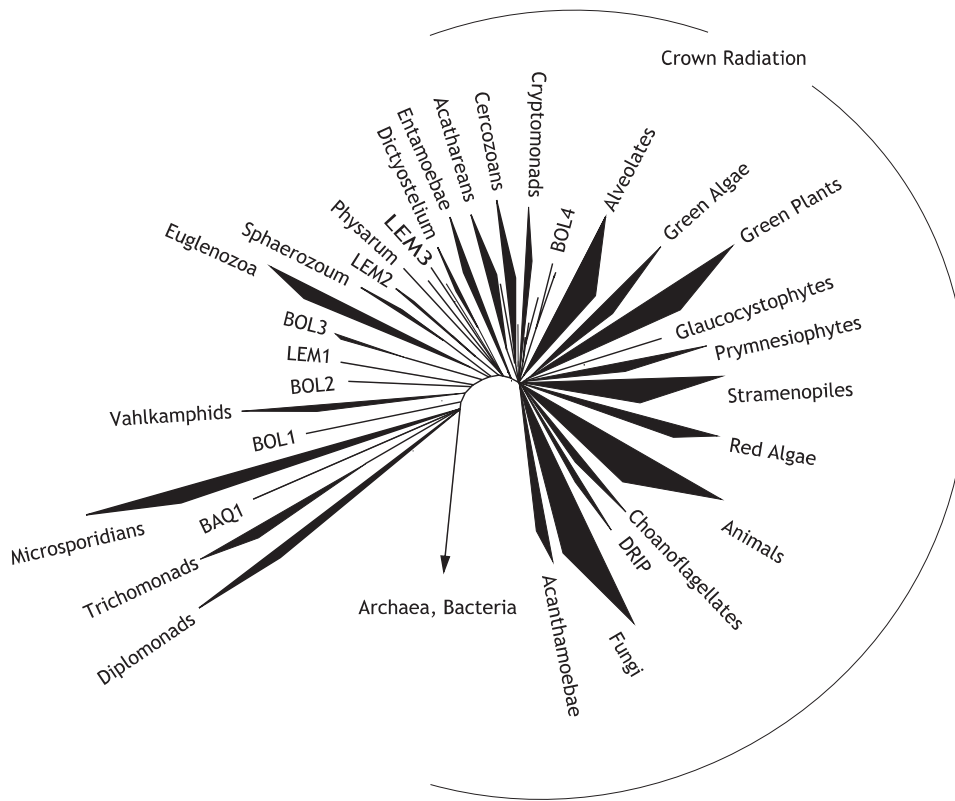 Crown Radiation
Cryptomonads
Cercozoans
Acathareans
Entamoebae
Dictyostelium
LEM3
Physarum
LEM2
Sphaerozoum
Euglenozoa
BOL3
LEM1
BOL2
Vahlkamphids
BOL1
Microsporidians
BAQ1
Trichomonads
Diplomonads
Archaea, Bacteria
BOL4
Alveolates
Green Algae
Green Plants
Glaucocystophytes
Prymnesiophytes
Stramenopiles
Red Algae
Animals
Choanoflagellates
DRIP
Fungi
Acanthamoebae